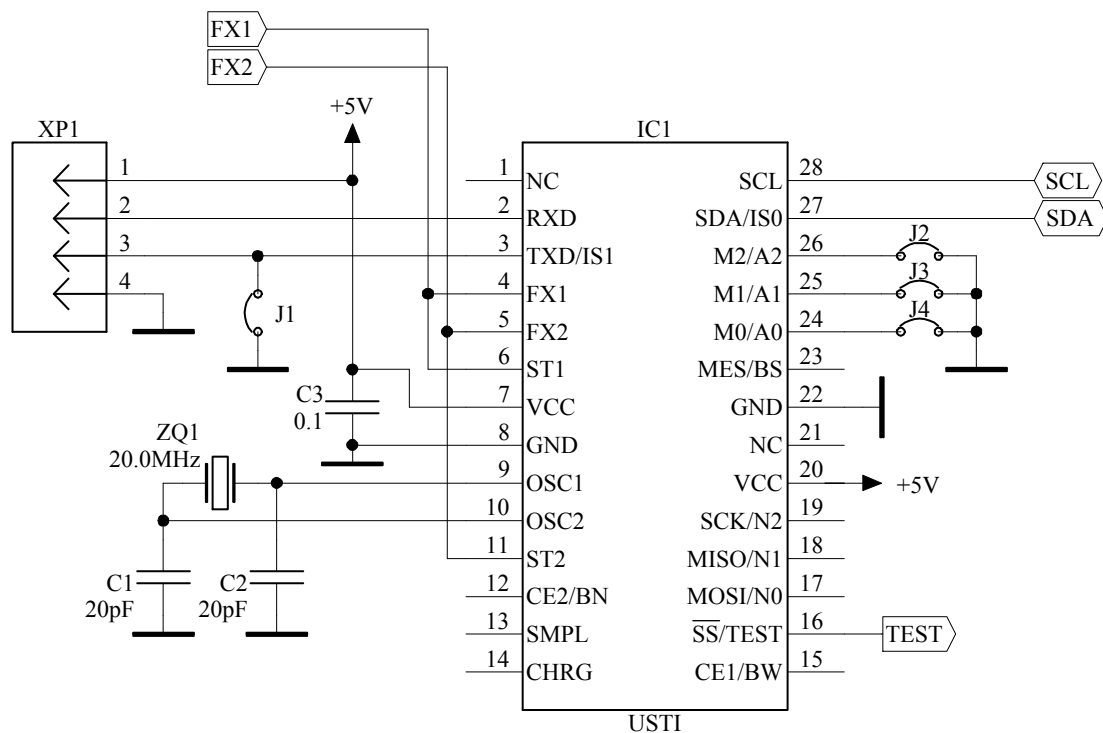 FX1
FX2
+5V
XP1
1
2
3
4
J1
C3
0.1
ZQ1
20.0MHz
C1
20pF
C2
20pF
IC1
1 NC
2 RXD
3 TXD/IS1
4 FX1
5 FX2
6 ST1
7 VCC
8 GND
9 OSC1
10 OSC2
11 ST2
12 CE2/BN
13 SMPL
14 CHRG
SCL 28
SDA/IS0 27
M2/A2 26
M1/A1 25
M0/A0 24
MES/BS 23
GND 22
NC 21
VCC 20
SCK/N2 19
MISO/N1 18
MOSI/N0 17
SS/TEST 16
CE1/BW 15
SCL
SDA
J2
J3
J4
+5V
TEST
USTI